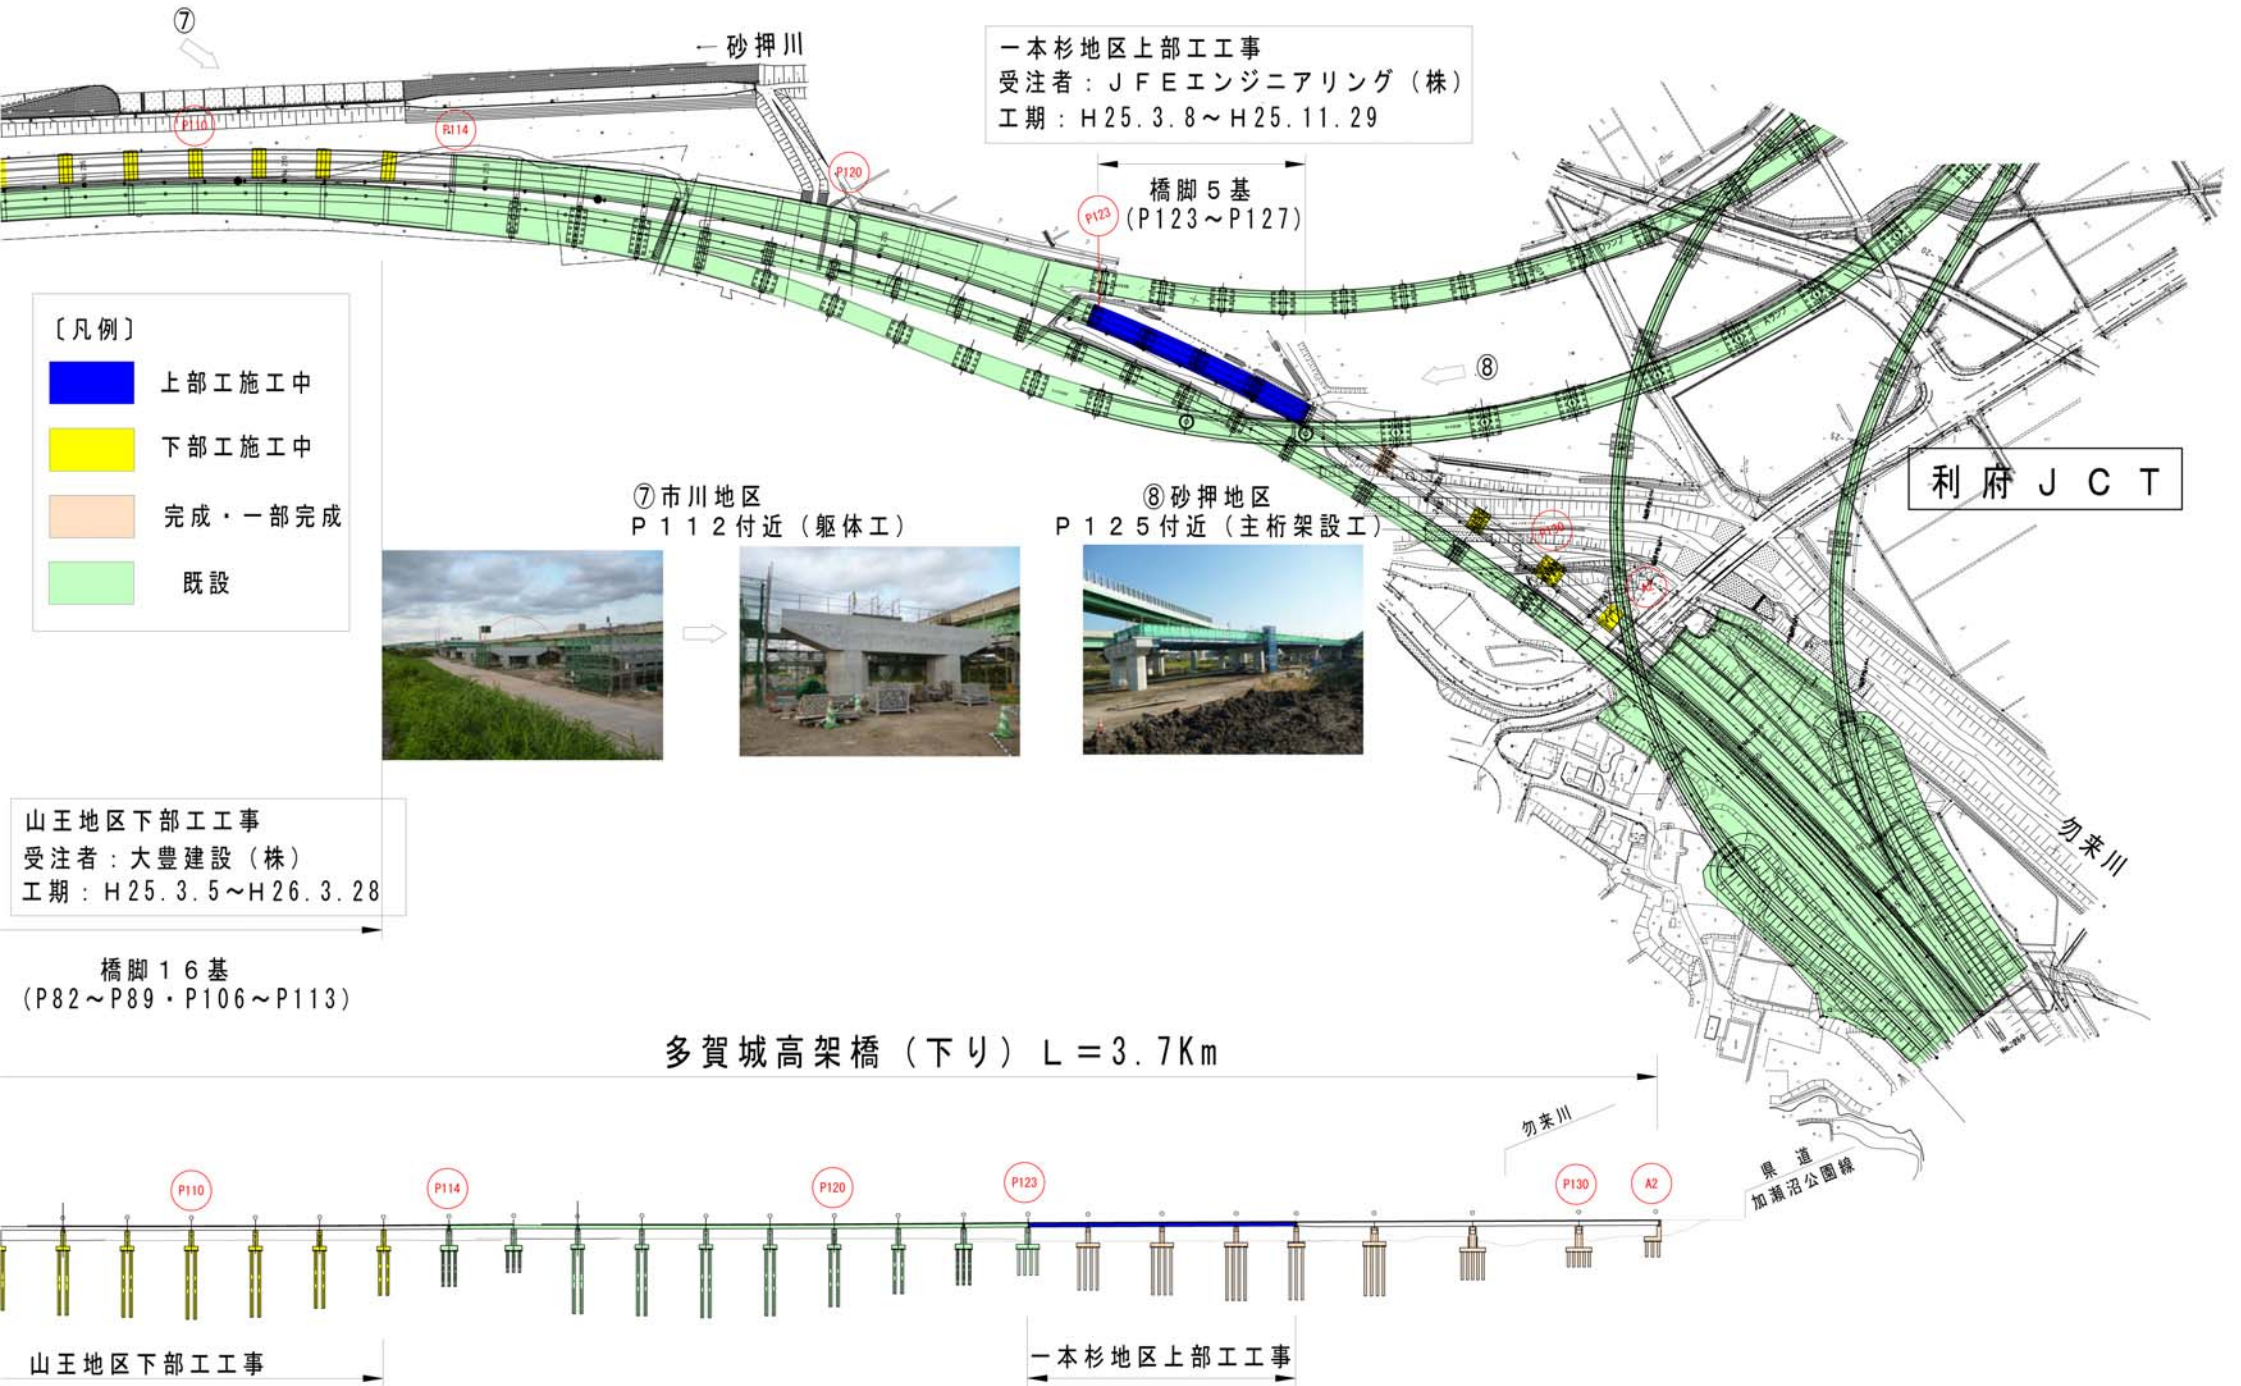 ⑦
←砂押川
一本杉地区上部工工事
受注者：ＪＦＥエンジニアリング（株）
工期：Ｈ25.3.8～Ｈ25.11.29
橋脚５基
(P123～P127)
P110
P114
P120
P123
〔凡例〕
上部工施工中
下部工施工中
完成・一部完成
既設
⑧
利府ＪＣＴ
⑦市川地区
Ｐ１１２付近（躯体工）
⑧砂押地区
Ｐ１２５付近（主桁架設工）
P130
A2
勿来川
山王地区下部工工事
受注者：大豊建設（株）
工期：Ｈ25.3.5～Ｈ26.3.28
橋脚１６基
(P82～P89・P106～P113)
多賀城高架橋（下り）Ｌ＝3.7Km
勿来川
県道
加瀬沼公園線
P110
P114
P120
P123
P130
A2
山王地区下部工工事
一本杉地区上部工工事